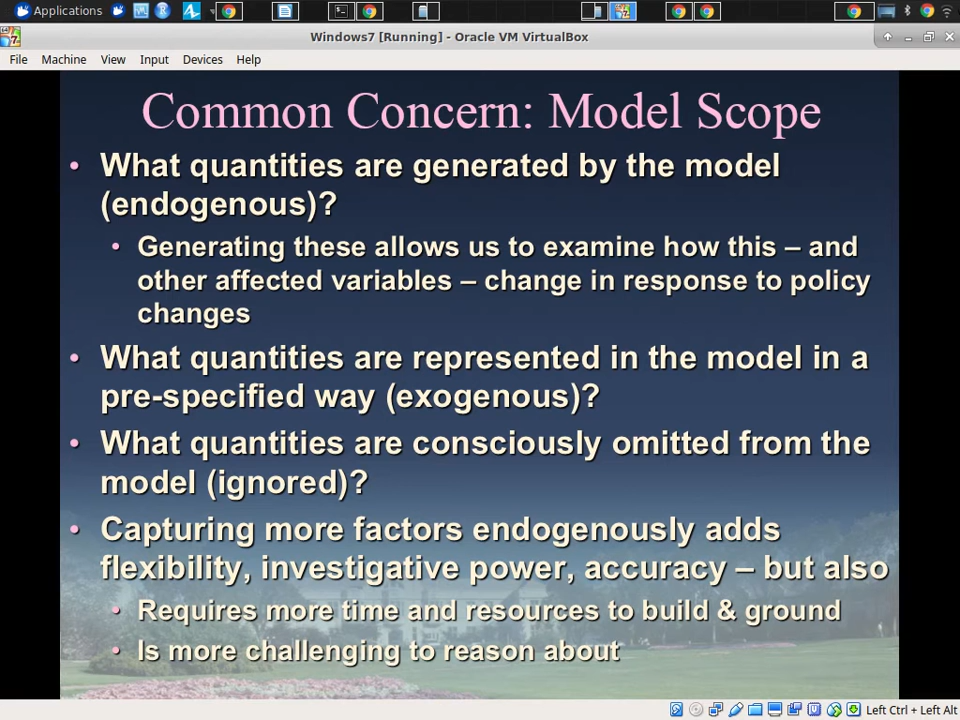 Applications
Windows7 [Running] - Oracle VM VirtualBox
File Machine View Input Devices Help
Common Concern: Model Scope
• What quantities are generated by the model
(endogenous)?
• Generating these allows us to examine how this – and
other affected variables – change in response to policy
changes
• What quantities are represented in the model in a
pre-specified way (exogenous)?
• What quantities are consciously omitted from the
model (ignored)?
• Capturing more factors endogenously adds
flexibility, investigative power, accuracy – but also
• Requires more time and resources to build & ground
• Is more challenging to reason about
Left Ctrl + Left Alt